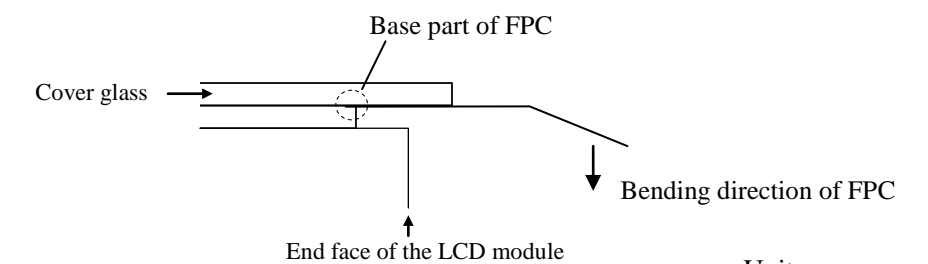 Base part of FPC
Cover glass
Bending direction of FPC
End face of the LCD module